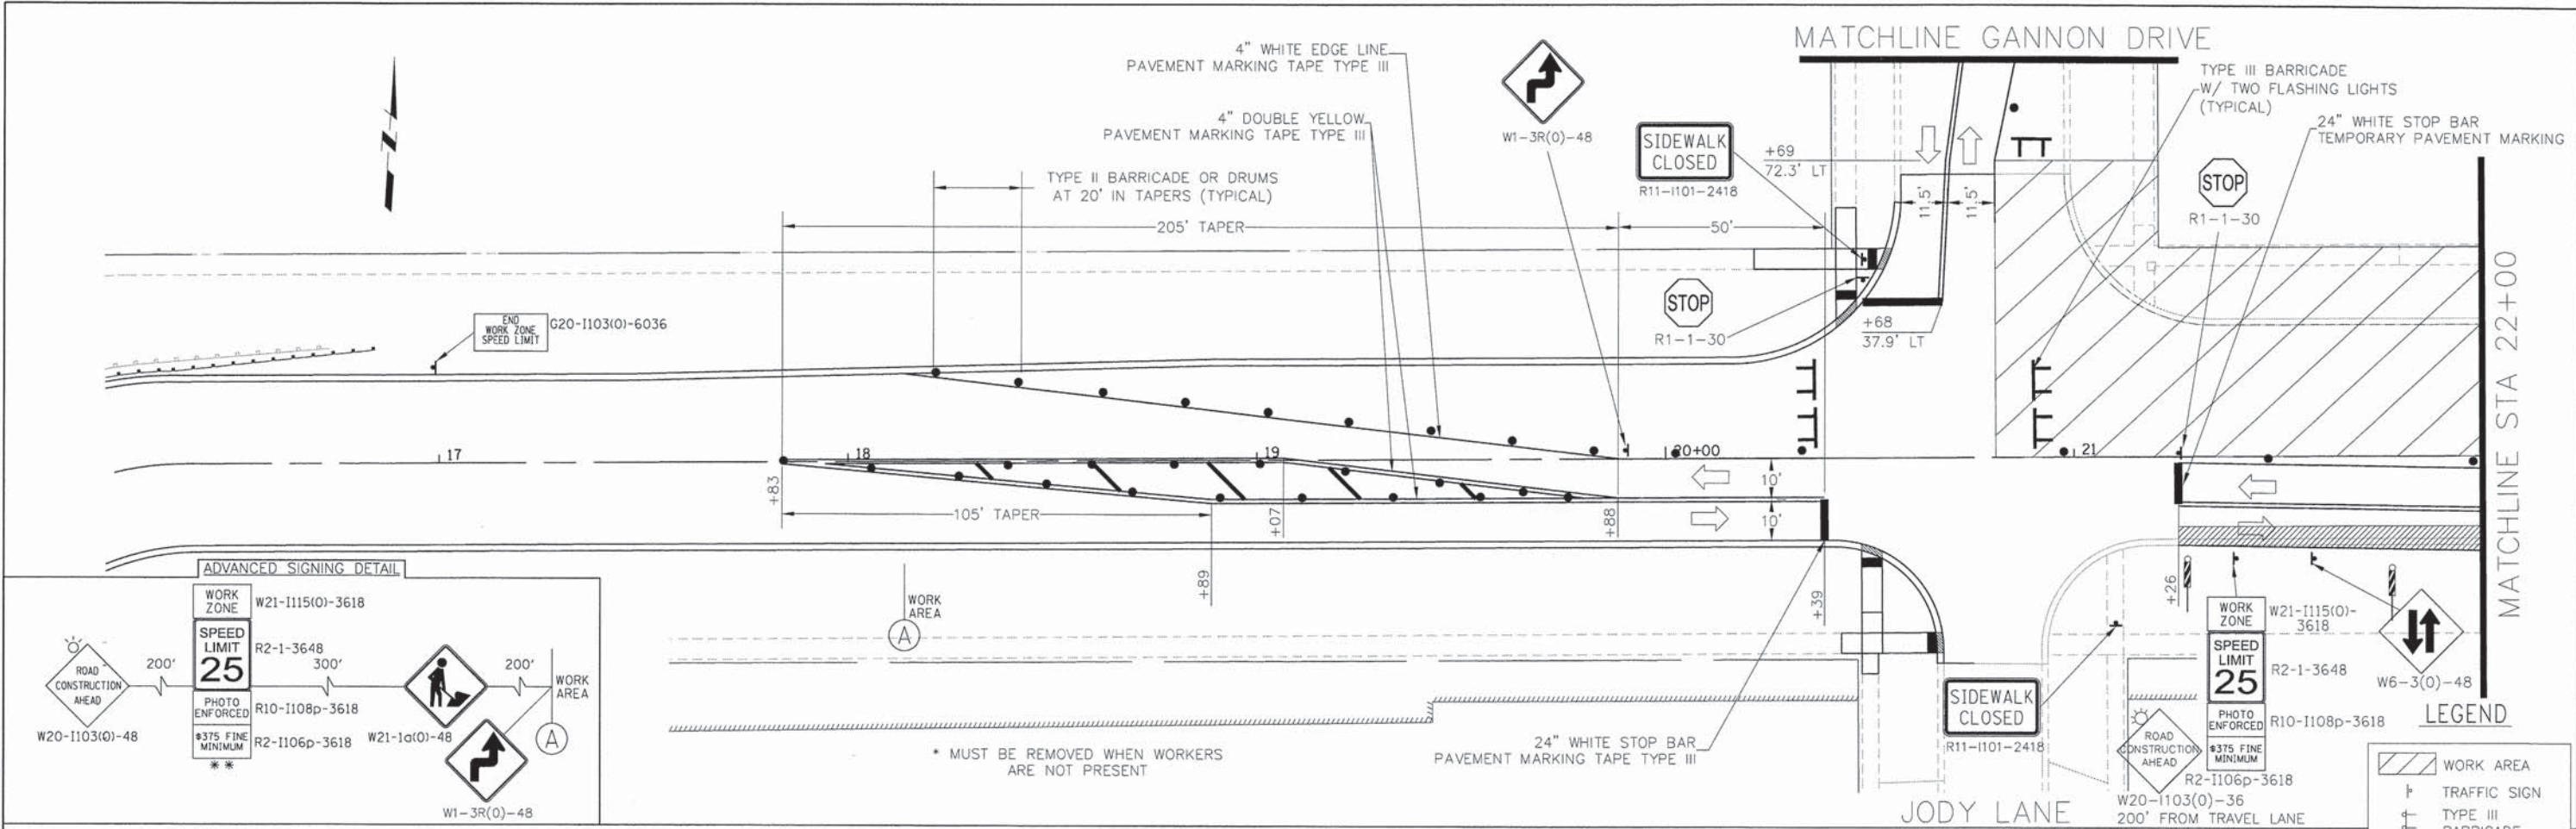 MATCHLINE GANNON DRIVE
4" WHITE EDGE LINE
PAVEMENT MARKING TAPE TYPE III
4" DOUBLE YELLOW
PAVEMENT MARKING TAPE TYPE III
W1-3R(O)-48
SIDEWALK
CLOSED
R11-I101-2418
+69
72.3' LT
TYPE III BARRICADE
W/ TWO FLASHING LIGHTS
(TYPICAL)
24" WHITE STOP BAR
TEMPORARY PAVEMENT MARKING
STOP
R1-1-30
N
TYPE II BARRICADE OR DRUMS
AT 20' IN TAPERS (TYPICAL)
205' TAPER
50'
11.5'
11.5'
STOP
R1-1-30
+68
37.9' LT
MATCHLINE STA 22+00
END
WORK ZONE
SPEED LIMIT
G20-I103(O)-6036
17
18
19
20+00
21
+83
105' TAPER
+89
+07
+88
10'
10'
+39
+26
WORK
AREA
A
ADVANCED SIGNING DETAIL
WORK
ZONE
W21-I115(O)-3618
SPEED
LIMIT
25
R2-1-3648
PHOTO
ENFORCED
R10-I108p-3618
$375 FINE
MINIMUM
R2-I106p-3618
* *
ROAD
CONSTRUCTION
AHEAD
W20-I103(O)-48
200'
300'
200'
W21-1a(O)-48
WORK
AREA
A
W1-3R(O)-48
* MUST BE REMOVED WHEN WORKERS
ARE NOT PRESENT
24" WHITE STOP BAR
PAVEMENT MARKING TAPE TYPE III
SIDEWALK
CLOSED
R11-I101-2418
JODY LANE
WORK
ZONE
W21-I115(O)-
3618
SPEED
LIMIT
25
R2-1-3648
PHOTO
ENFORCED
R10-I108p-3618
$375 FINE
MINIMUM
R2-I106p-3618
ROAD
CONSTRUCTION
AHEAD
W20-I103(O)-36
200' FROM TRAVEL LANE
W6-3(O)-48
LEGEND
WORK AREA
TRAFFIC SIGN
TYPE III
BARRICADE